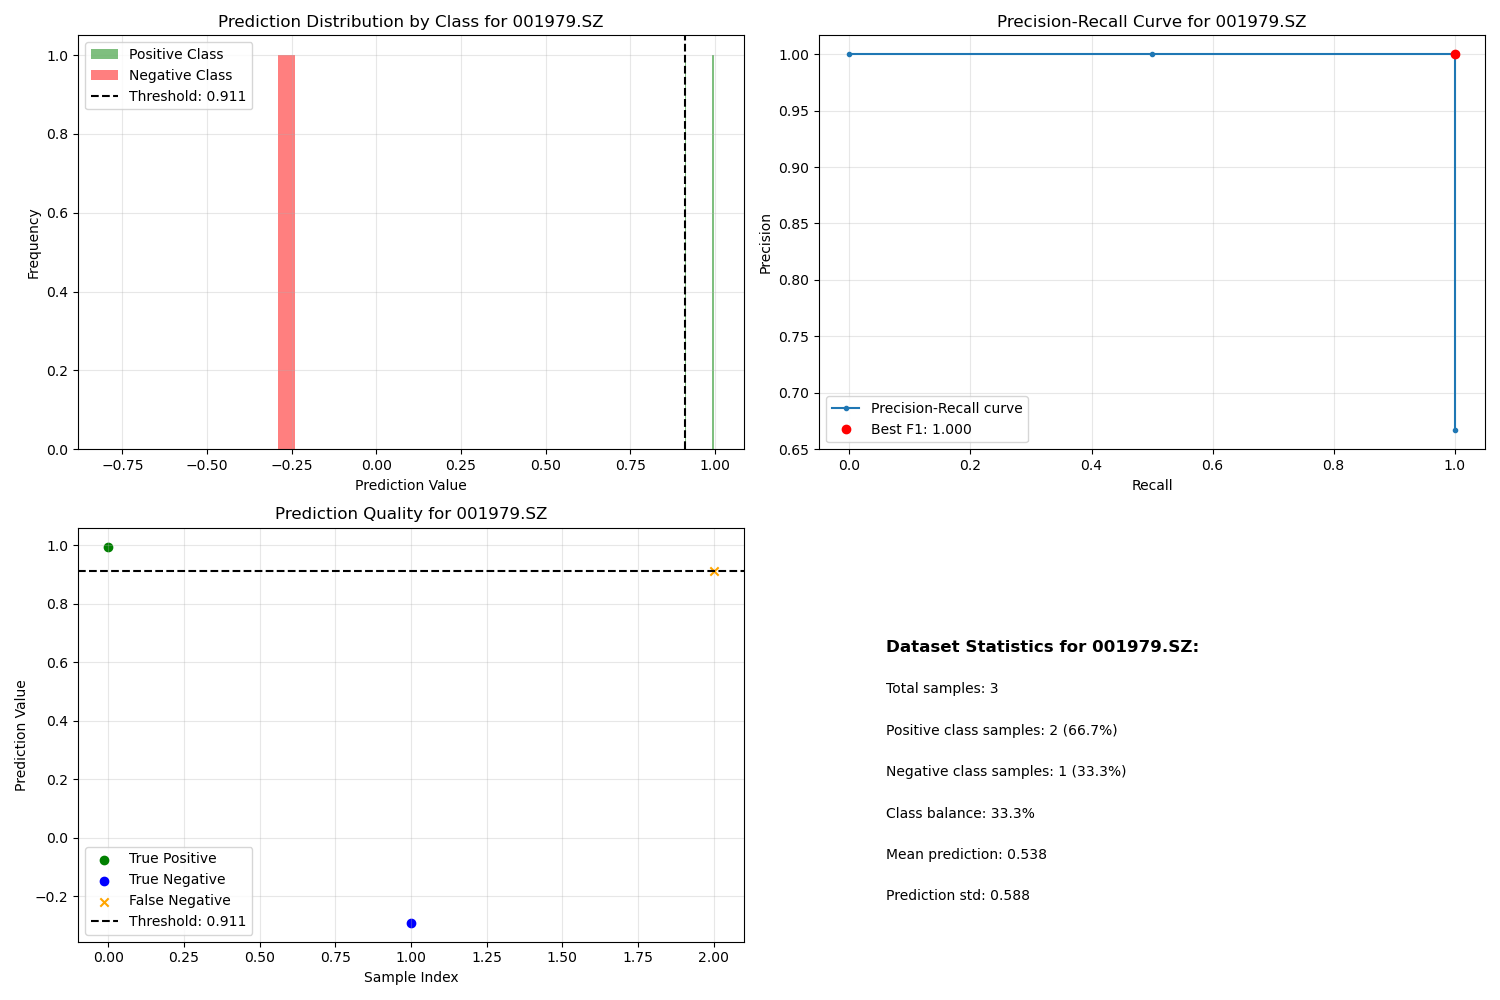 Prediction Distribution by Class for 001979.SZ
Positive Class
Negative Class
Threshold: 0.911
Frequency
1.0
0.8
0.6
0.4
0.2
0.0
−0.75 −0.50 −0.25 0.00 0.25 0.50 0.75 1.00
Prediction Value
Precision-Recall Curve for 001979.SZ
Precision
1.00
0.95
0.90
0.85
0.80
0.75
0.70
0.65
Precision-Recall curve
Best F1: 1.000
0.0 0.2 0.4 0.6 0.8 1.0
Recall
Prediction Quality for 001979.SZ
Prediction Value
1.0
0.8
0.6
0.4
0.2
0.0
−0.2
True Positive
True Negative
False Negative
Threshold: 0.911
0.00 0.25 0.50 0.75 1.00 1.25 1.50 1.75 2.00
Sample Index
Dataset Statistics for 001979.SZ:
Total samples: 3
Positive class samples: 2 (66.7%)
Negative class samples: 1 (33.3%)
Class balance: 33.3%
Mean prediction: 0.538
Prediction std: 0.588